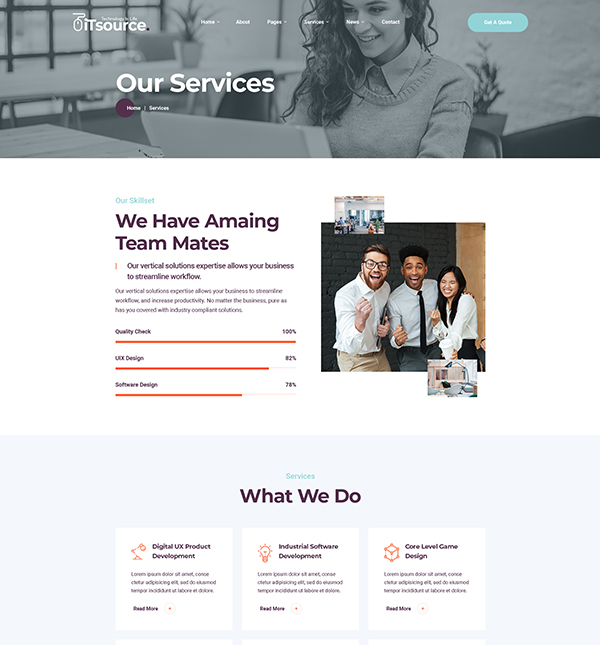 Technology Is Life
iTsource.
Home
About
Pages
Services
News
Contact
Get A Quote
Our Services
Home | Services
Our Skillset
We Have Amaing
Team Mates
Our vertical solutions expertise allows your business
to streamline workflow.
Our vertical solutions expertise allows your business to streamline
workflow, and increase productivity. No matter the business, pure as
has you covered with industry compliant solutions.
Quality Check 100%
UIX Design 82%
Software Design 78%
Services
What We Do
Digital UX Product
Development
Lorem ipsum dolor sit amet, conse
ctetur adipisicing elit, sed do eiusmod
tempor incididunt ut labore et dolore.
Read More +
Industrial Software
Development
Lorem ipsum dolor sit amet, conse
ctetur adipisicing elit, sed do eiusmod
tempor incididunt ut labore et dolore.
Read More +
Core Level Game
Design
Lorem ipsum dolor sit amet, conse
ctetur adipisicing elit, sed do eiusmod
tempor incididunt ut labore et dolore.
Read More +